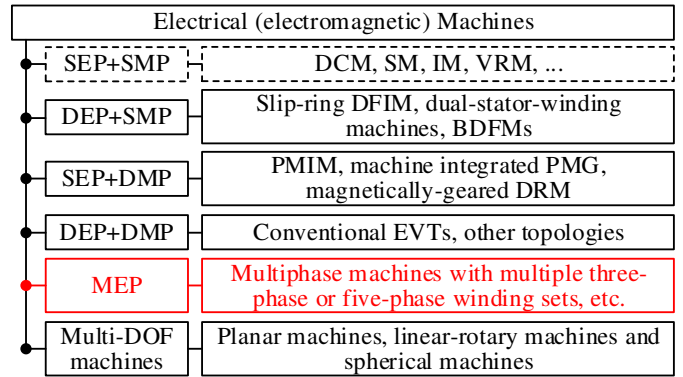 Electrical (electromagnetic) Machines
SEP+SMP
DCM, SM, IM, VRM, ...
DEP+SMP
Slip-ring DFIM, dual-stator-winding
machines, BDFMs
SEP+DMP
PMIM, machine integrated PMG,
magnetically-geared DRM
DEP+DMP
Conventional EVTs, other topologies
MEP
Multiphase machines with multiple three-
phase or five-phase winding sets, etc.
Multi-DOF
machines
Planar machines, linear-rotary machines and
spherical machines